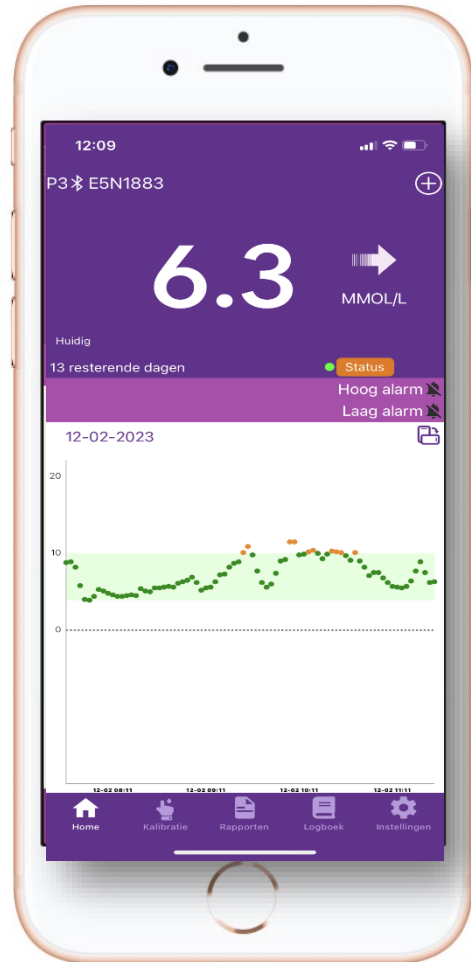 12:09
P3 E5N1883
6.3
MMOL/L
Huidig
13 resterende dagen
Status
Hoog alarm
Laag alarm
12-02-2023
20
10
0
12-02 08:11 12-02 09:11 12-02 10:11 12-02 11:11
Home Kalibratie Rapporten Logboek Instellingen